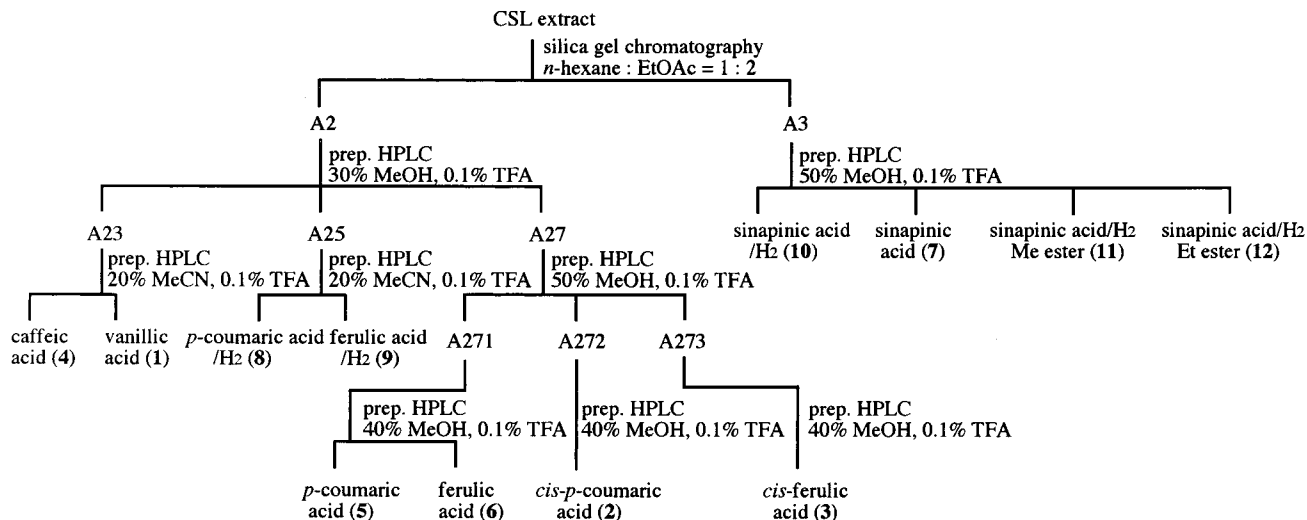 CSL extract
silica gel chromatography
n-hexane : EtOAc = 1 : 2
A2
A3
prep. HPLC
30% MeOH, 0.1% TFA
prep. HPLC
50% MeOH, 0.1% TFA
A23
A25
A27
sinapinic acid
/H2 (10)
sinapinic
acid (7)
sinapinic acid/H2
Me ester (11)
sinapinic acid/H2
Et ester (12)
prep. HPLC
20% MeCN, 0.1% TFA
prep. HPLC
20% MeCN, 0.1% TFA
prep. HPLC
50% MeOH, 0.1% TFA
caffeic
acid (4)
vanillic
acid (1)
p-coumaric acid
/H2 (8)
ferulic acid
/H2 (9)
A271
A272
A273
prep. HPLC
40% MeOH, 0.1% TFA
prep. HPLC
40% MeOH, 0.1% TFA
prep. HPLC
40% MeOH, 0.1% TFA
p-coumaric
acid (5)
ferulic
acid (6)
cis-p-coumaric
acid (2)
cis-ferulic
acid (3)